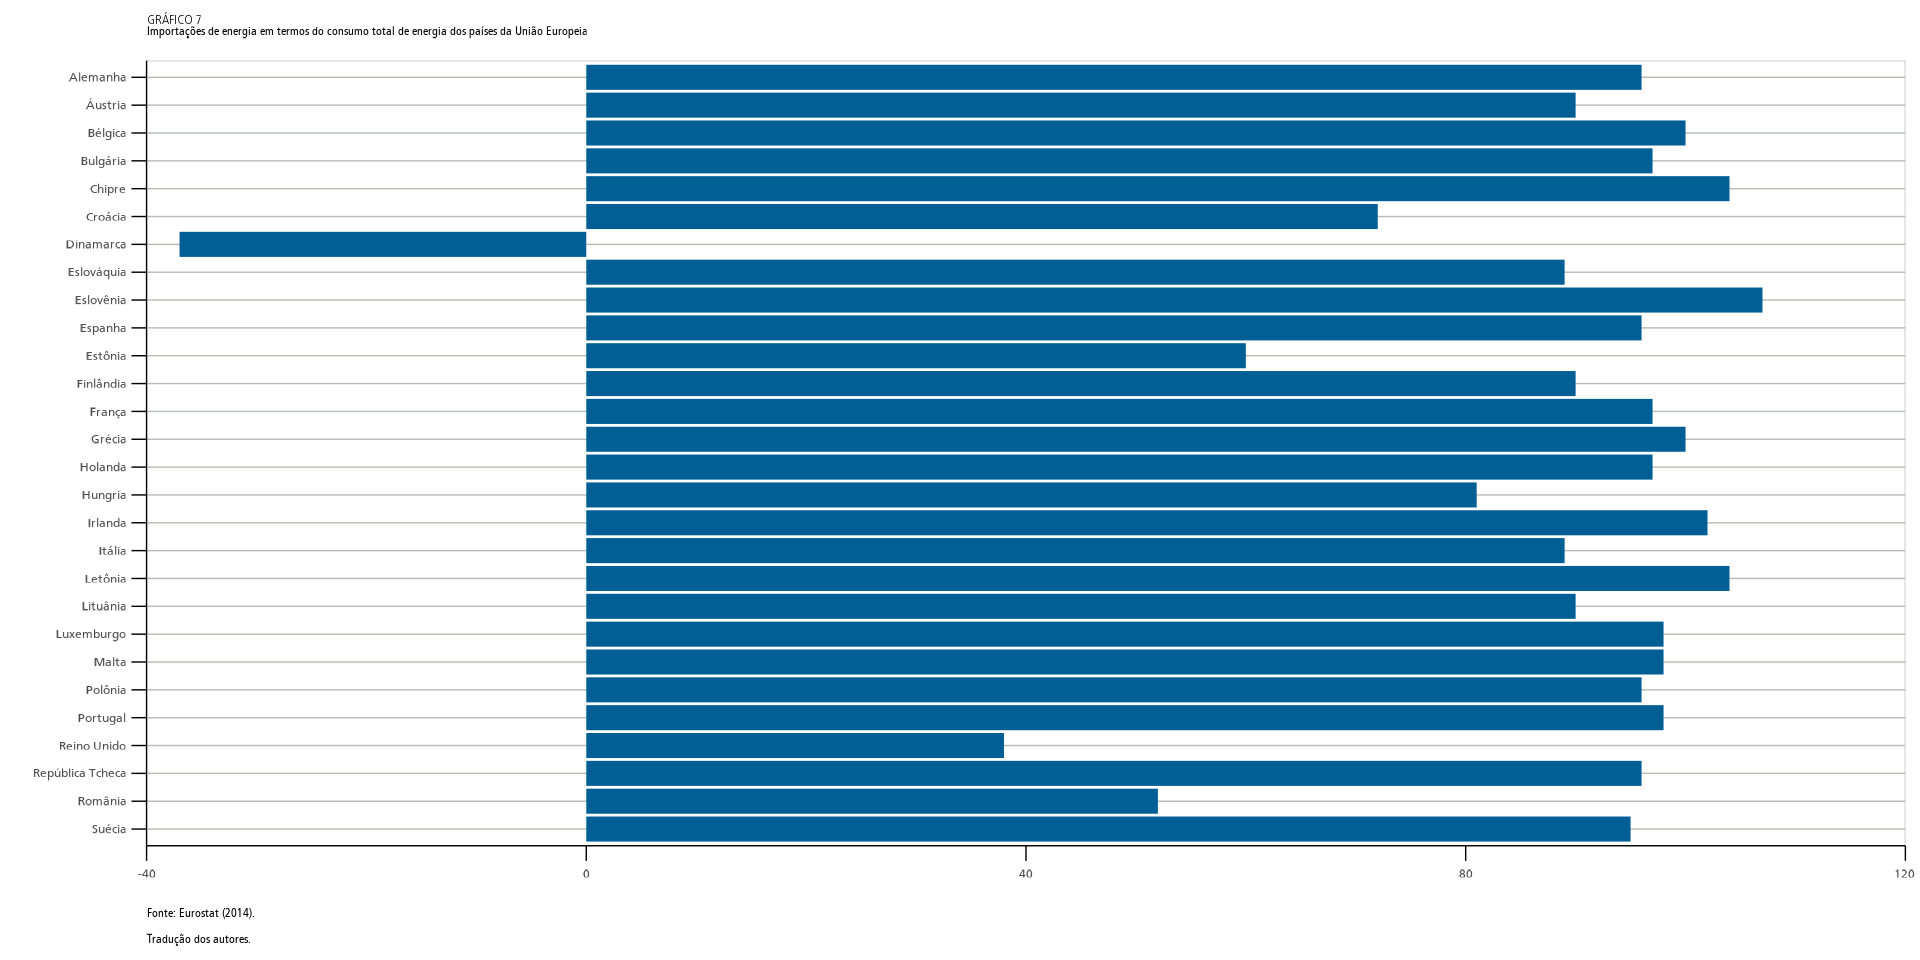 GRÁFICO 7
Importações de energia em termos do consumo total de energia dos países da União Europeia
Alemanha
Áustria
Bélgica
Bulgária
Chipre
Croácia
Dinamarca
Eslováquia
Eslovênia
Espanha
Estônia
Finlândia
França
Grécia
Holanda
Hungria
Irlanda
Itália
Letônia
Lituânia
Luxemburgo
Malta
Polônia
Portugal
Reino Unido
República Tcheca
România
Suécia
-40 0 40 80 120
Fonte: Eurostat (2014).
Tradução dos autores.